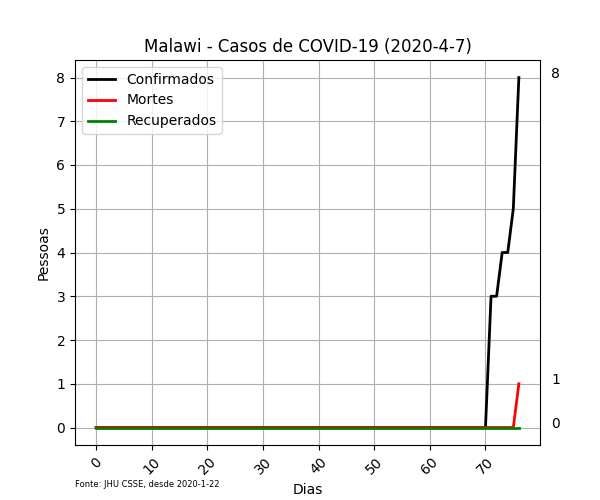 Malawi - Casos de COVID-19 (2020-4-7)
Confirmados
Mortes
Recuperados
8
7
6
5
4
3
2
1
0
Pessoas
8
1
0
0 10 20 30 40 50 60 70
Dias
Fonte: JHU CSSE, desde 2020-1-22